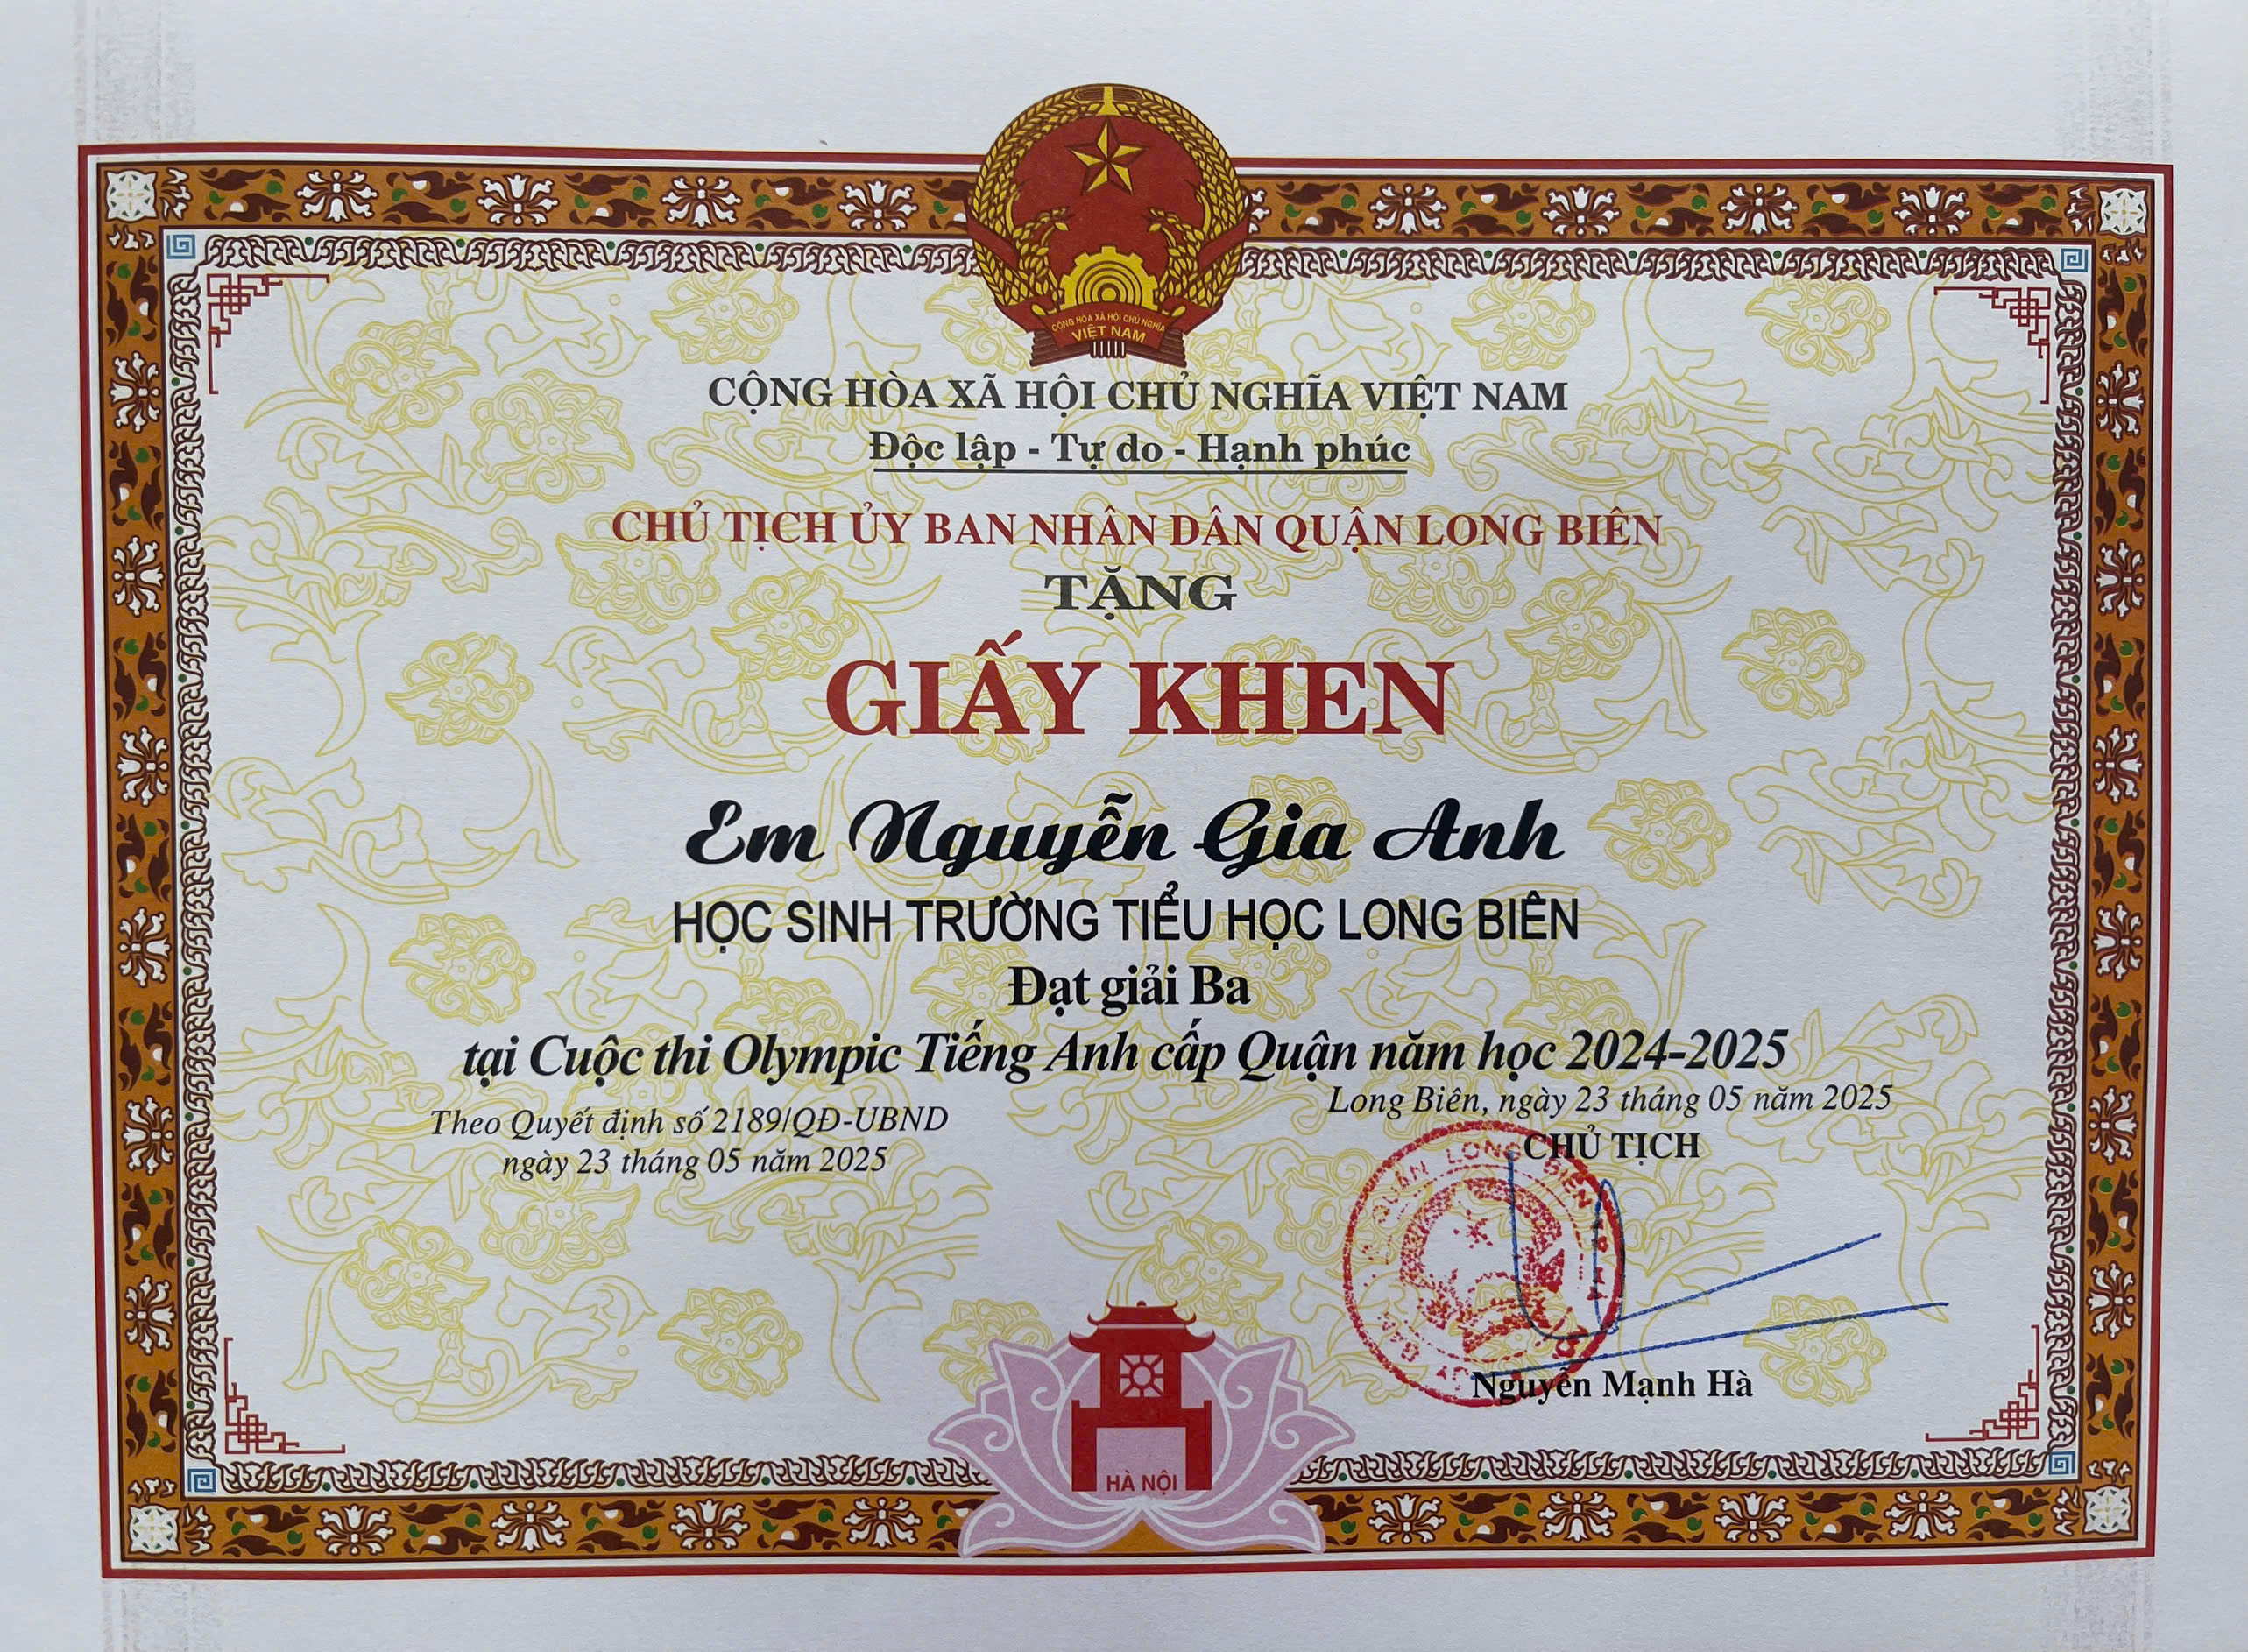 CỘNG HÒA XÃ HỘI CHỦ NGHĨA
VIỆT NAM
CỘNG HÒA XÃ HỘI CHỦ NGHĨA VIỆT NAM
Độc lập - Tự do - Hạnh phúc
CHỦ TỊCH ỦY BAN NHÂN DÂN QUẬN LONG BIÊN
TẶNG
GIẤY KHEN
Em Nguyễn Gia Anh
HỌC SINH TRƯỜNG TIỂU HỌC LONG BIÊN
Đạt giải Ba
tại Cuộc thi Olympic Tiếng Anh cấp Quận năm học 2024-2025
Theo Quyết định số 2189/QĐ-UBND
ngày 23 tháng 05 năm 2025
Long Biên, ngày 23 tháng 05 năm 2025
CHỦ TỊCH
QUẬN LONG BIÊN
Nguyễn Mạnh Hà
HÀ NỘI